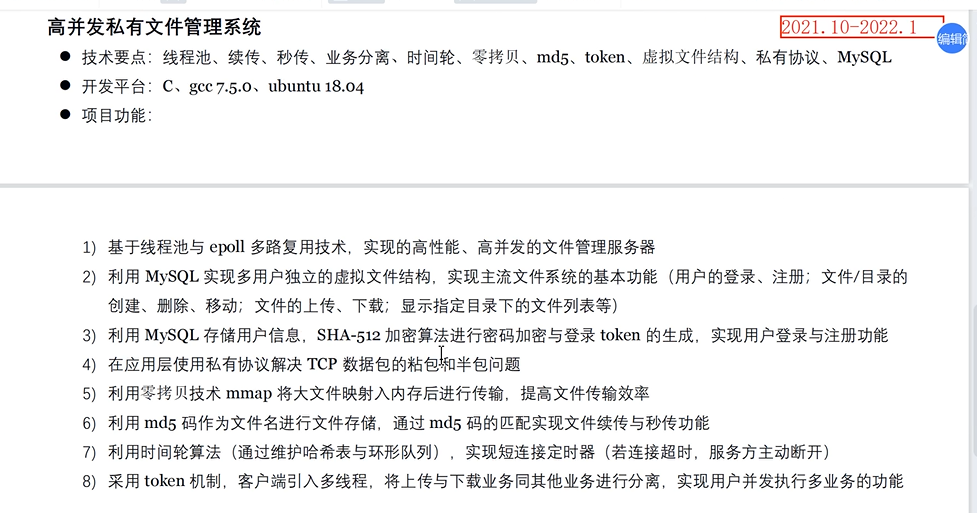 高并发私有文件管理系统
2021.10-2022.1
● 技术要点：线程池、续传、秒传、业务分离、时间轮、零拷贝、md5、token、虚拟文件结构、私有协议、MySQL
● 开发平台：C、gcc 7.5.0、ubuntu 18.04
● 项目功能：
1) 基于线程池与 epoll 多路复用技术，实现的高性能、高并发的文件管理服务器
2) 利用 MySQL 实现多用户独立的虚拟文件结构，实现主流文件系统的基本功能（用户的登录、注册；文件/目录的
创建、删除、移动；文件的上传、下载；显示指定目录下的文件列表等）
3) 利用 MySQL 存储用户信息，SHA-512 加密算法进行密码加密与登录 token 的生成，实现用户登录与注册功能
4) 在应用层使用私有协议解决 TCP 数据包的粘包和半包问题
5) 利用零拷贝技术 mmap 将大文件映射入内存后进行传输，提高文件传输效率
6) 利用 md5 码作为文件名进行文件存储，通过 md5 码的匹配实现文件续传与秒传功能
7) 利用时间轮算法（通过维护哈希表与环形队列），实现短连接定时器（若连接超时，服务方主动断开）
8) 采用 token 机制，客户端引入多线程，将上传与下载业务同其他业务进行分离，实现用户并发执行多业务的功能